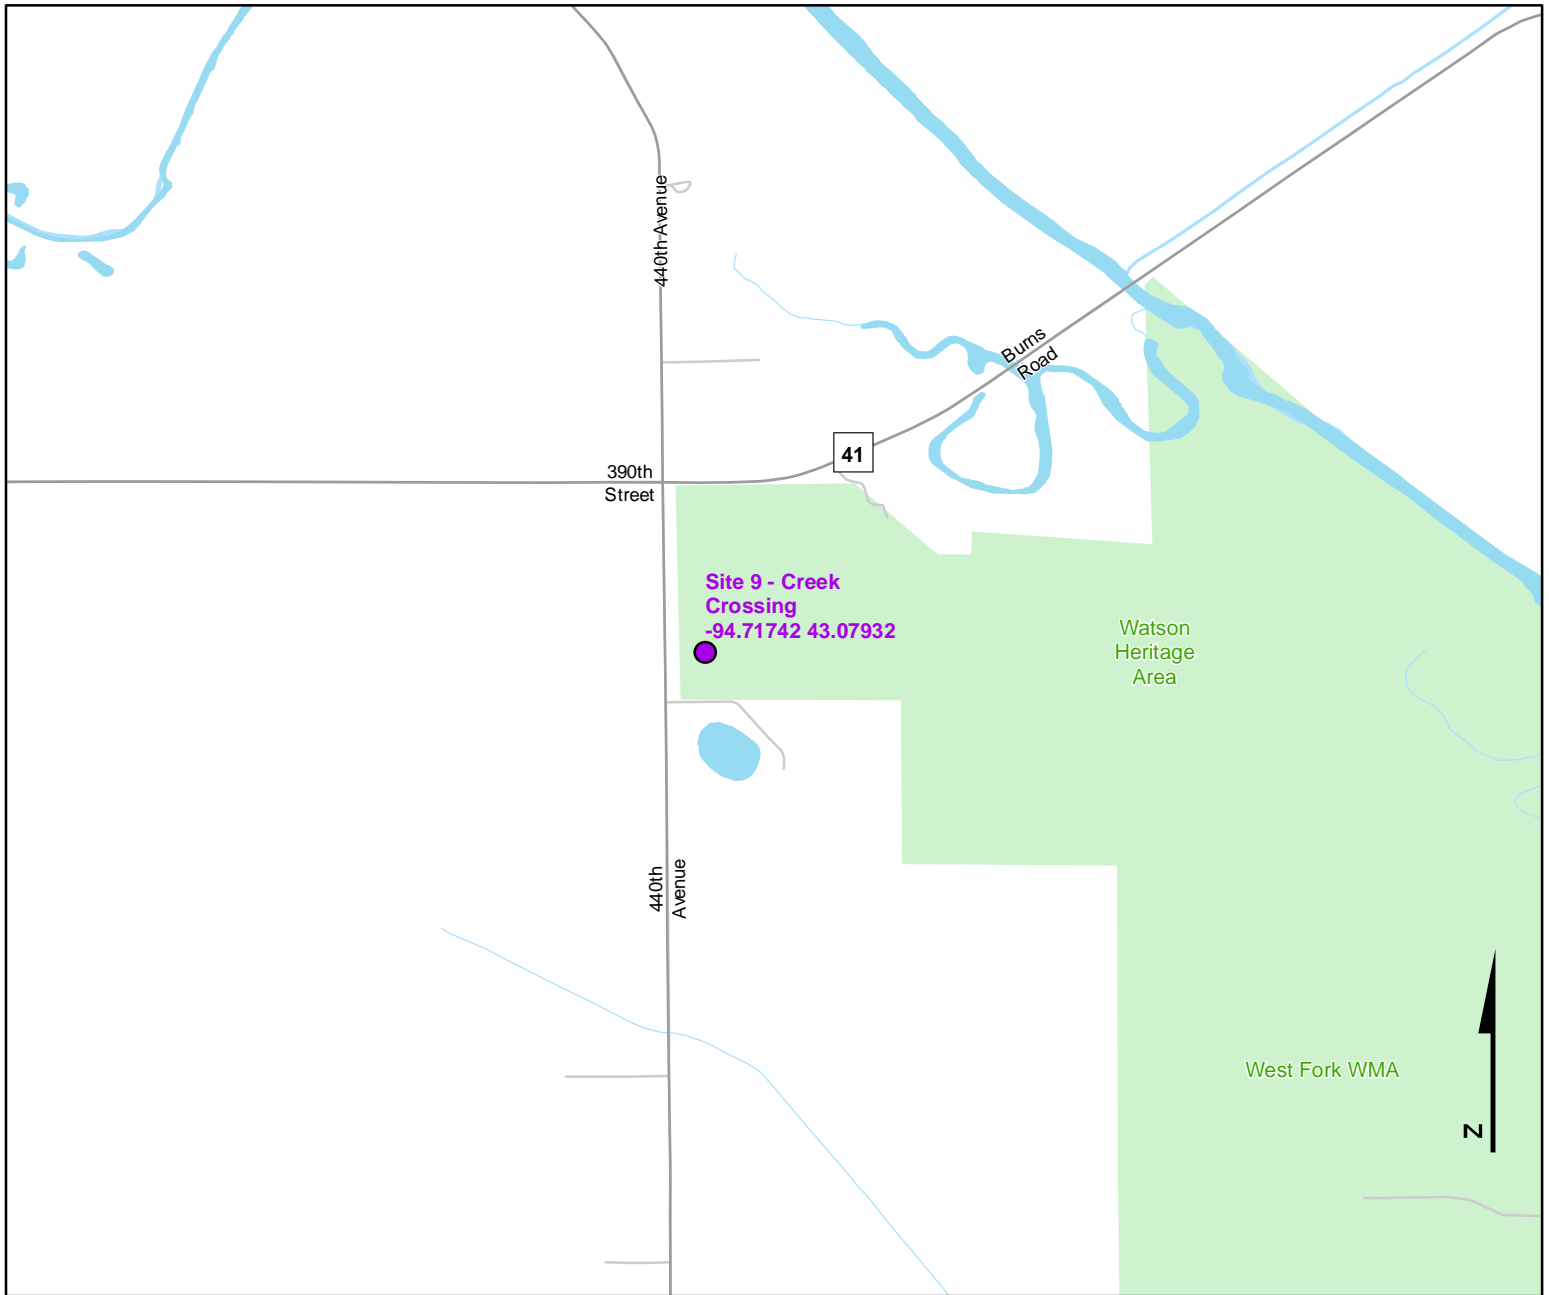 440th Avenue
Burns
Road
41
390th
Street
Site 9 - Creek
Crossing
-94.71742 43.07932
Watson
Heritage
Area
440th
Avenue
West Fork WMA
N